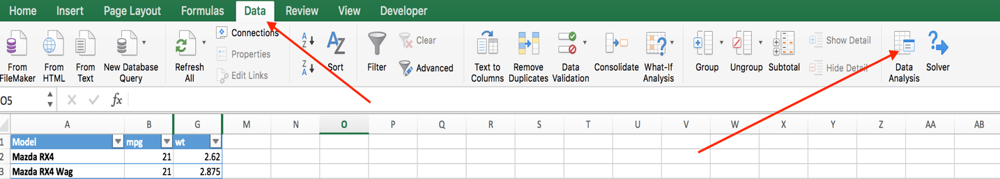 Home Insert Page Layout Formulas Data Review View Developer
Connections
Properties
Edit Links
Clear
Advanced
Show Detail
Hide Detail
From FileMaker
From HTML
From Text
New Database Query
Refresh All
A Z
Z A
A Z
Sort
Filter
Text to Columns
Remove Duplicates
Data Validation
Consolidate
What-If Analysis
Group
Ungroup
Subtotal
Data Analysis
Solver
O5 fx
A B G M N O P Q R S T U V W X Y Z AA AB
1 Model mpg wt
2 Mazda RX4 21 2.62
3 Mazda RX4 Wag 21 2.875